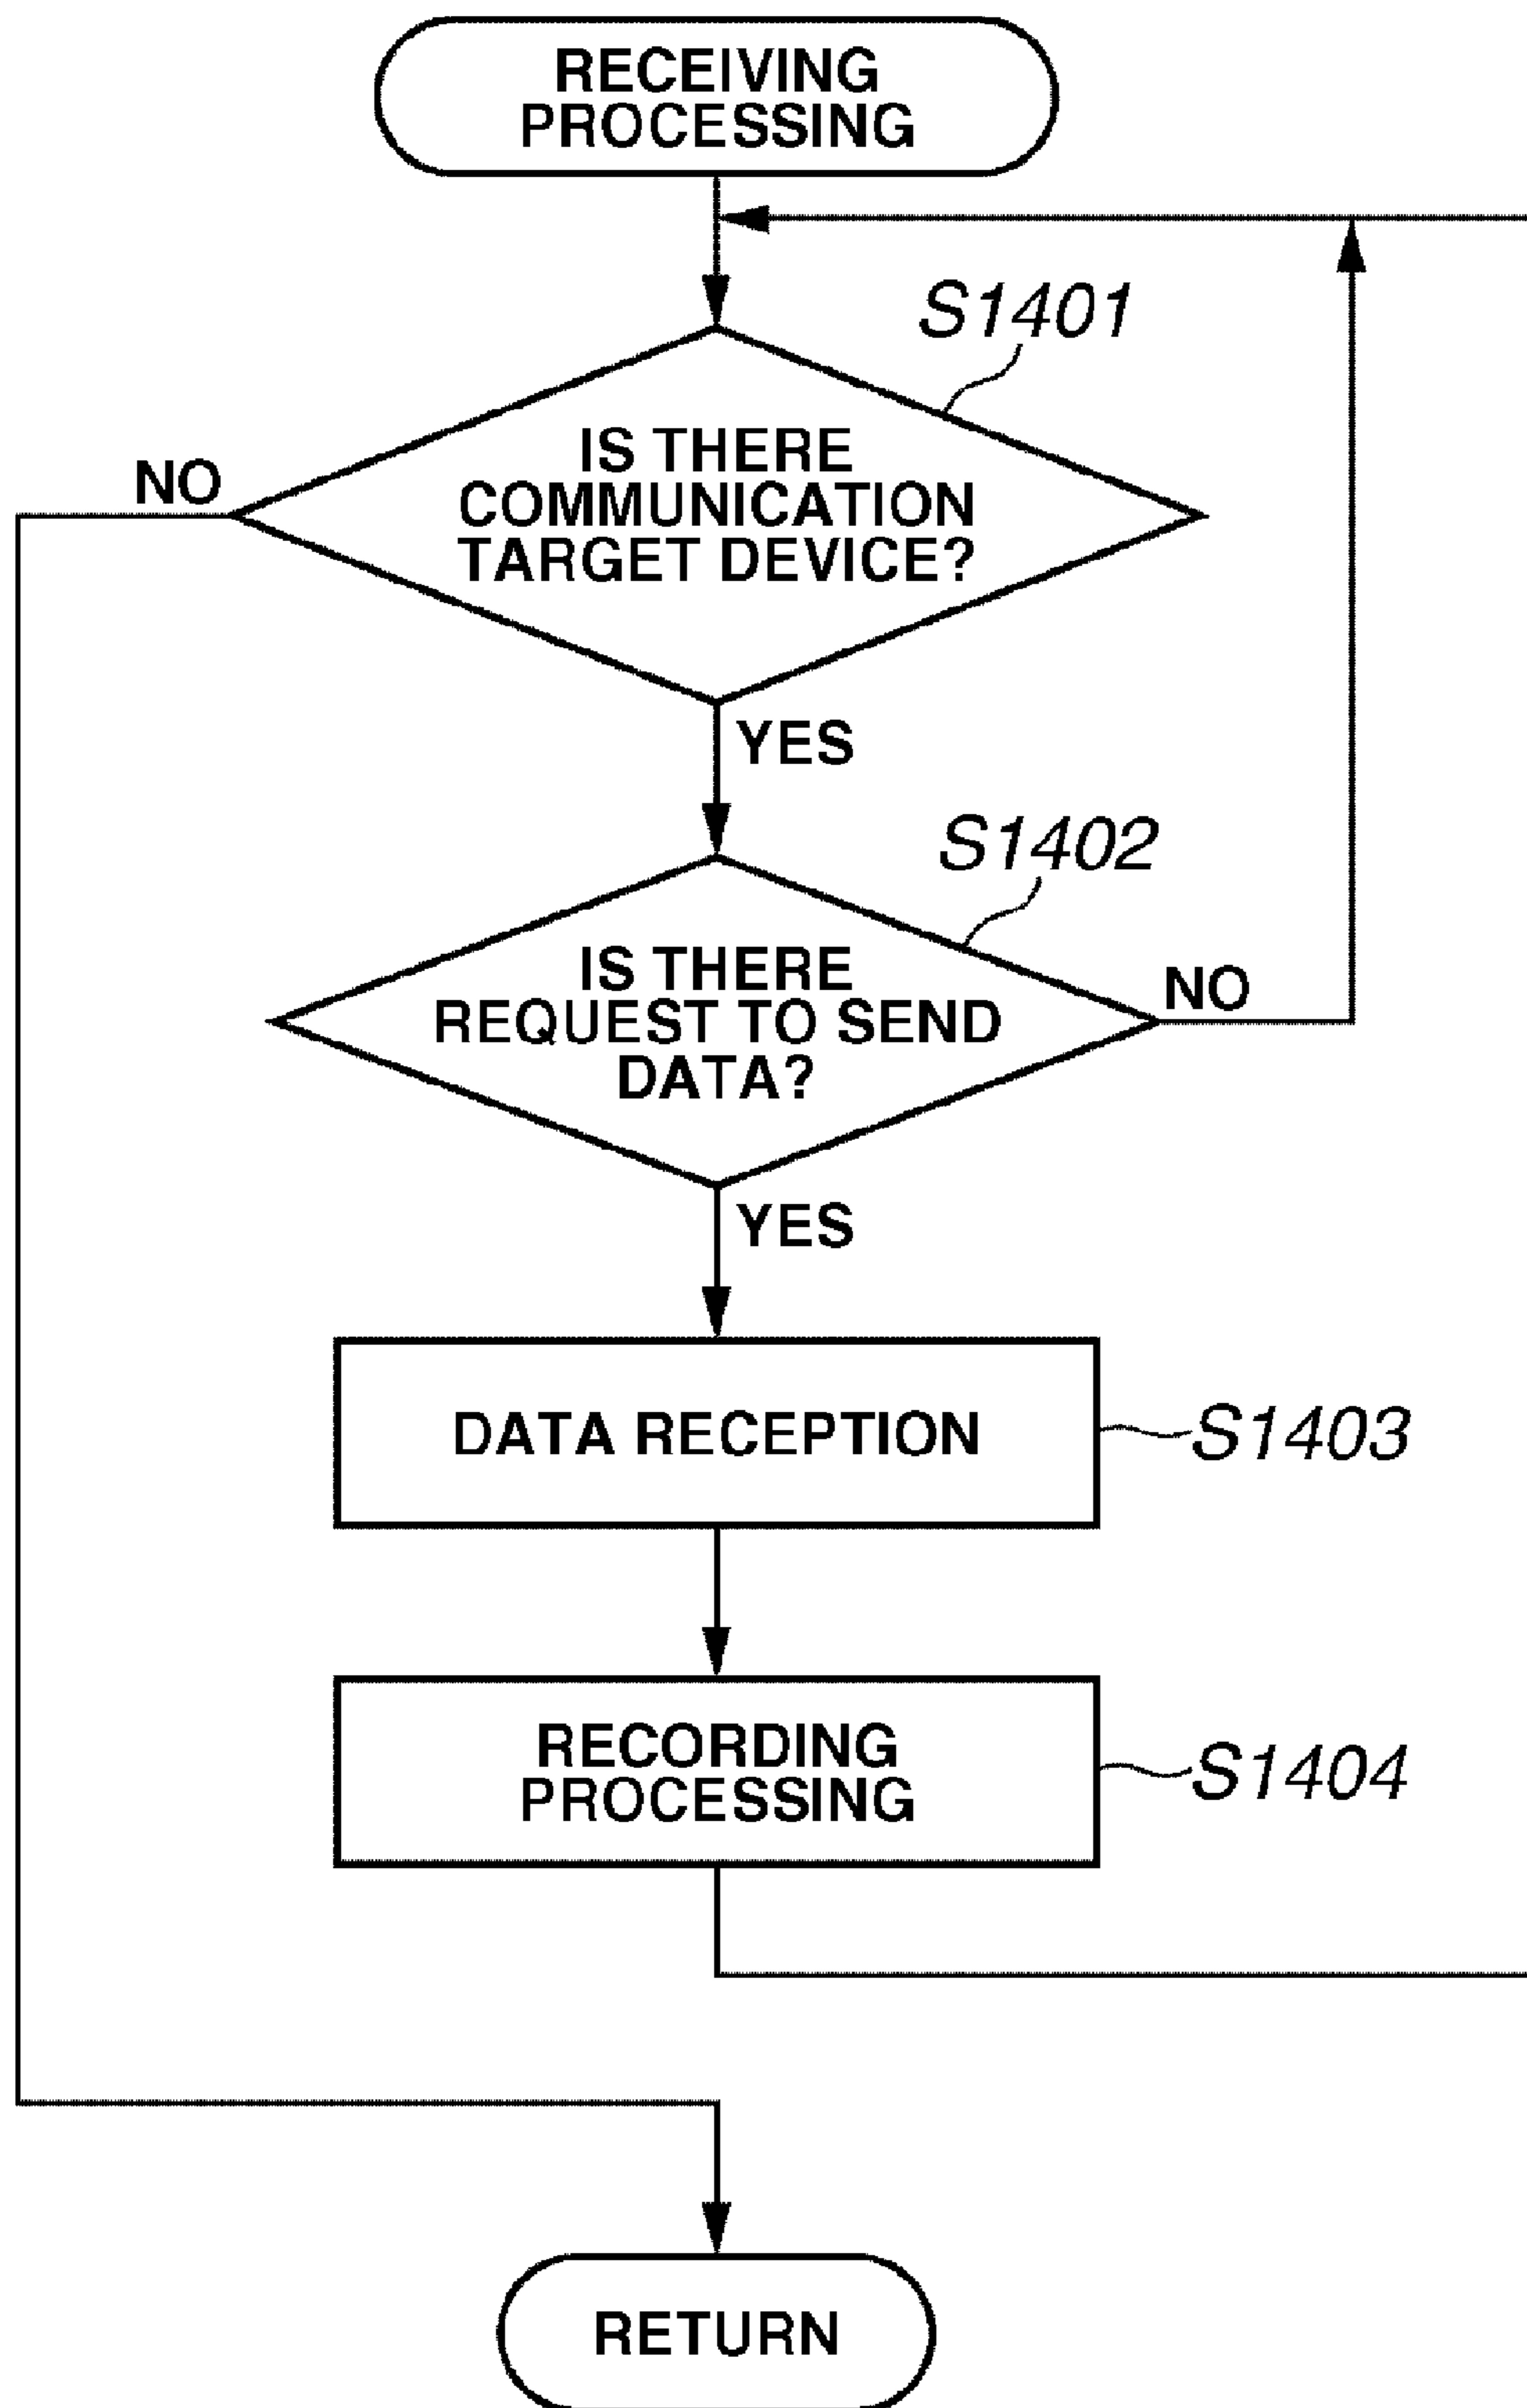 RECEIVING
PROCESSING
S1401
IS THERE
COMMUNICATION
TARGET DEVICE?
NO
YES
S1402
IS THERE
REQUEST TO SEND
DATA?
NO
YES
DATA RECEPTION
S1403
RECORDING
PROCESSING
S1404
RETURN